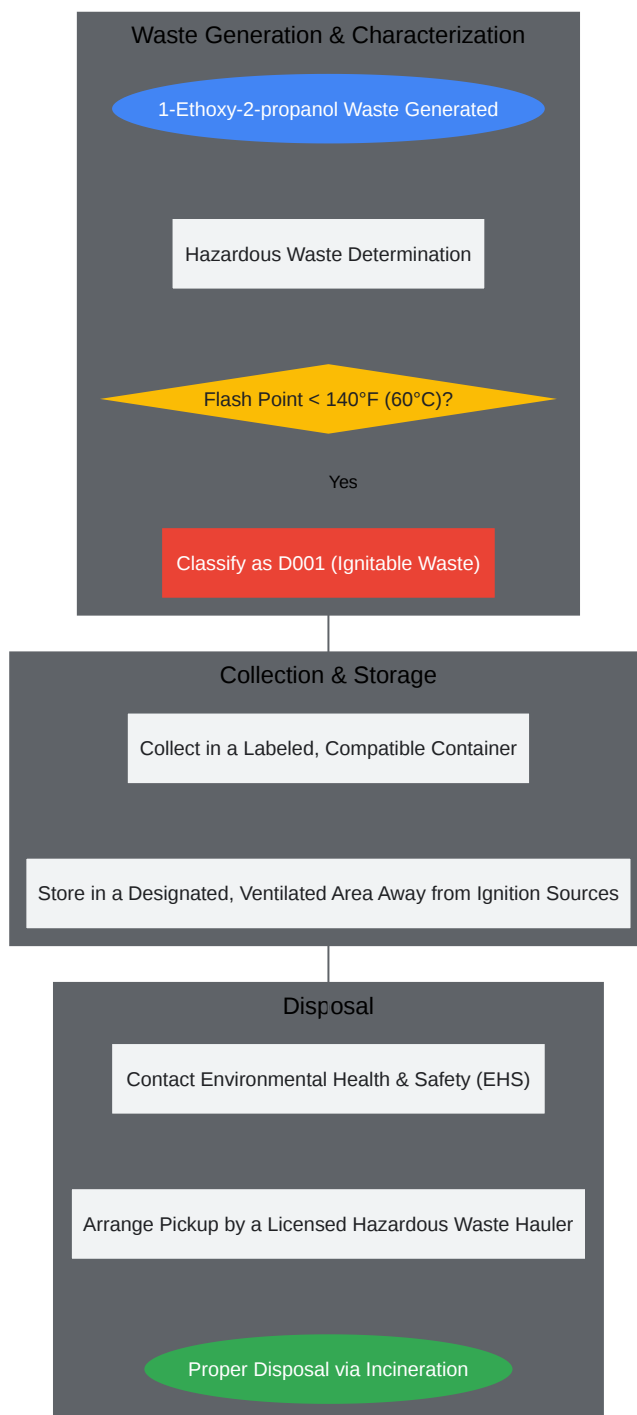 Waste Generation & Characterization
1-Ethoxy-2-propanol Waste Generated
Hazardous Waste Determination
Flash Point < 140°F (60°C)?
Yes
Classify as D001 (Ignitable Waste)
Collection & Storage
Collect in a Labeled, Compatible Container
Store in a Designated, Ventilated Area Away from Ignition Sources
Disposal
Contact Environmental Health & Safety (EHS)
Arrange Pickup by a Licensed Hazardous Waste Hauler
Proper Disposal via Incineration